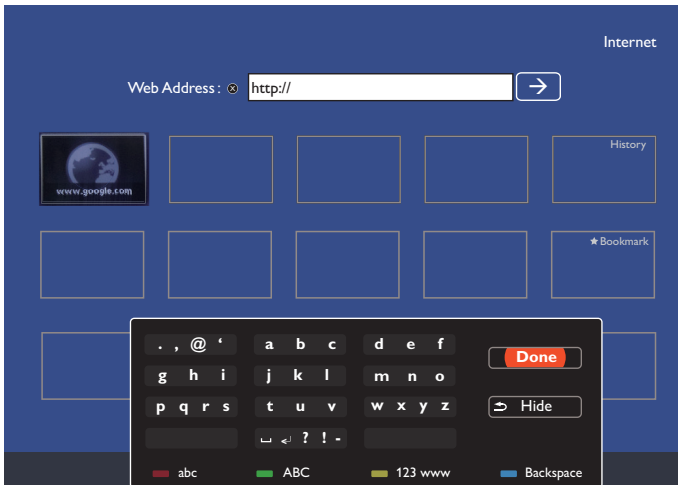 Internet
Web Address : http://
www.google.com
History
★ Bookmark
. , @ ‘ a b c d e f
Done
g h i j k l m n o
p q r s t u v w x y z
Hide
␣ ↲ ? ! -
abc ABC 123 www Backspace